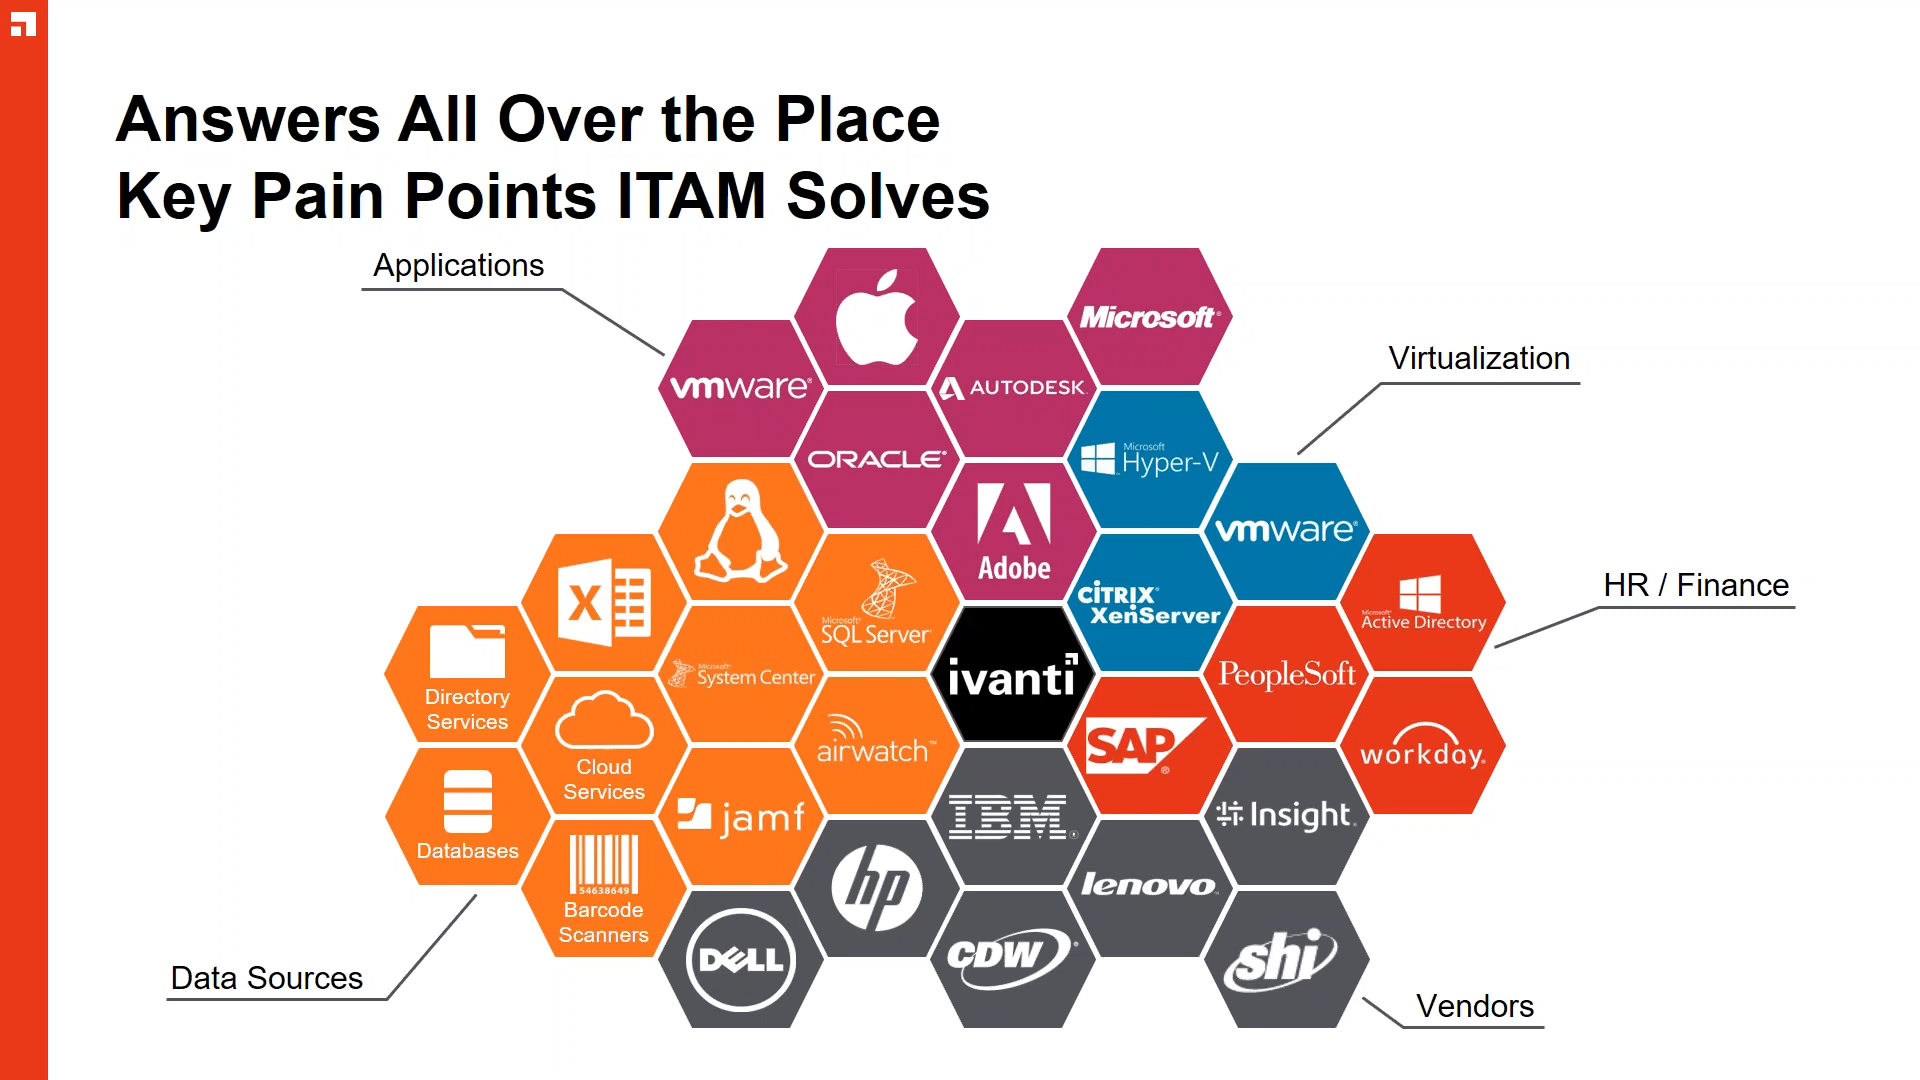 Answers All Over the Place
Key Pain Points ITAM Solves
Applications
Microsoft
Virtualization
vmware
AUTODESK
ORACLE
Microsoft
Hyper-V
vmware
Adobe
HR / Finance
X
CiTRIX
XenServer
Microsoft
Active Directory
Microsoft
SQL Server
Directory
Services
Microsoft
System Center
ivanti
PeopleSoft
airwatch™
SAP
workday
Cloud
Services
jamf
IBM
Insight
Databases
54638649
hp
lenovo
Barcode
Scanners
DELL
CDW
shi
Data Sources
Vendors